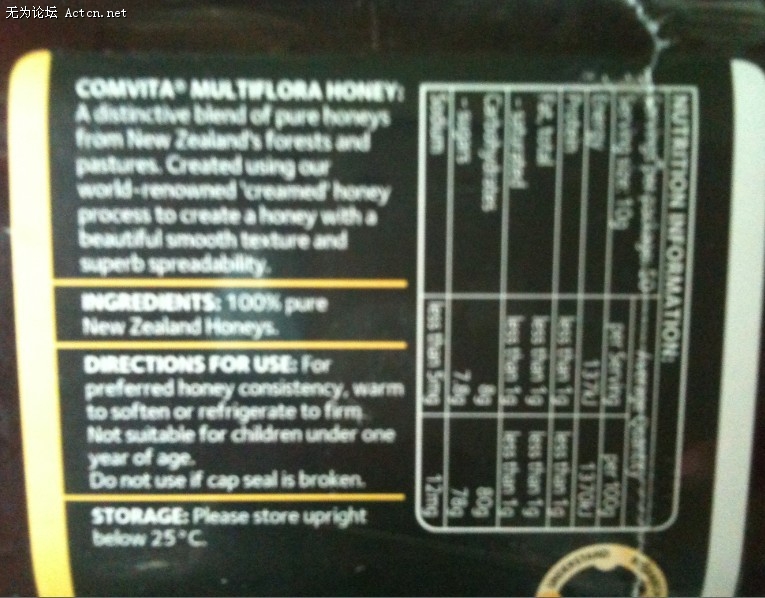 无为论坛 Actcn.net
COMVITA® MULTIFLORA HONEY:
A distinctive blend of pure honeys
from New Zealand's forests and
pastures. Created using our
world-renowned 'creamed' honey
process to create a honey with a
beautiful smooth texture and
superb spreadability.
INGREDIENTS: 100% pure
New Zealand Honeys.
DIRECTIONS FOR USE: For
preferred honey consistency, warm
to soften or refrigerate to firm.
Not suitable for children under one
year of age.
Do not use if cap seal is broken.
STORAGE: Please store upright
below 25°C.
NUTRITION INFORMATION:
Servings per package: 50
Serving size: 10g
Average Quantity
per Serving per 100g
Energy 137kJ 1370kJ
Protein less than 1g less than 1g
Fat, total less than 1g less than 1g
- saturated less than 1g less than 1g
Carbohydrates 8g 80g
- sugars 7.8g 78g
Sodium less than 5mg 12mg
UNDERSTAND